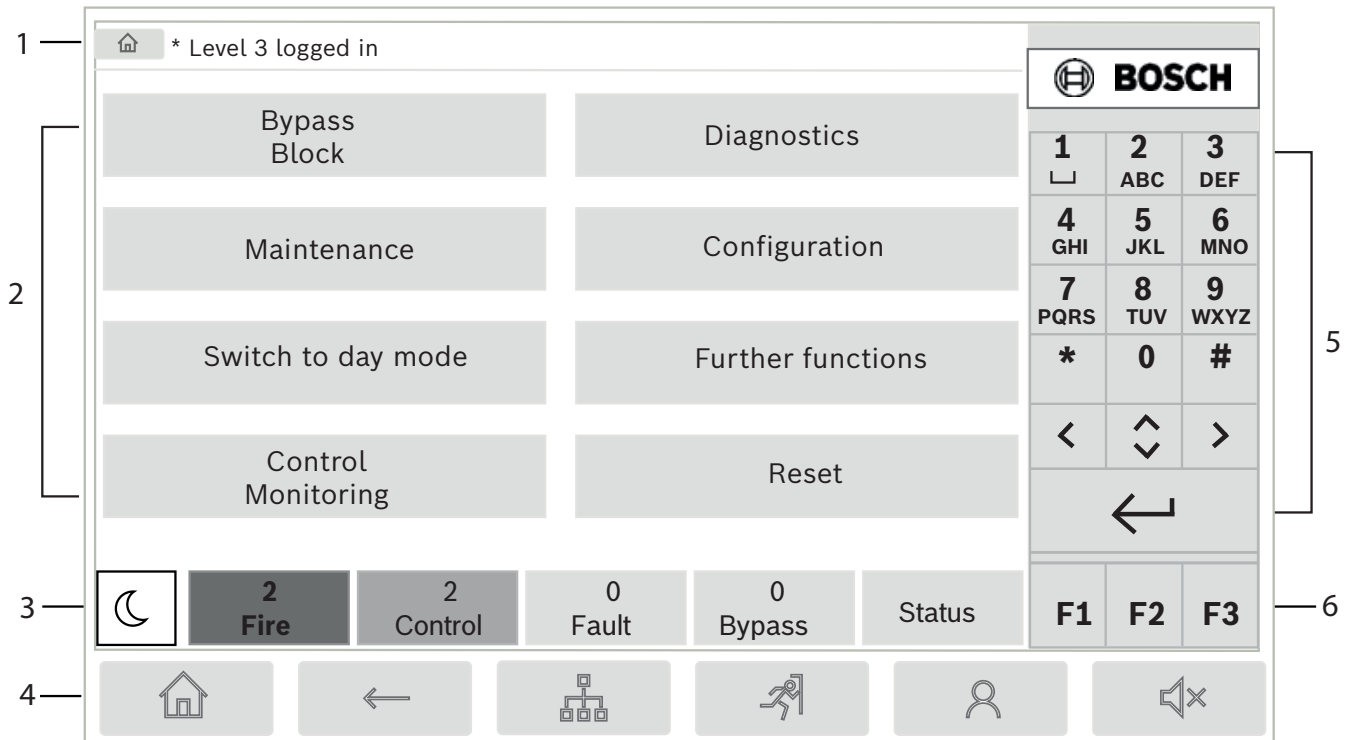 1
* Level 3 logged in
BOSCH
2
Bypass
Block
Diagnostics
Maintenance
Configuration
Switch to day mode
Further functions
Control
Monitoring
Reset
1 2 3
ABC DEF
4 5 6
GHI JKL MNO
7 8 9
PQRS TUV WXYZ
* 0 #
< >
5
3
2
Fire
2
Control
0
Fault
0
Bypass
Status
F1 F2 F3
6
4